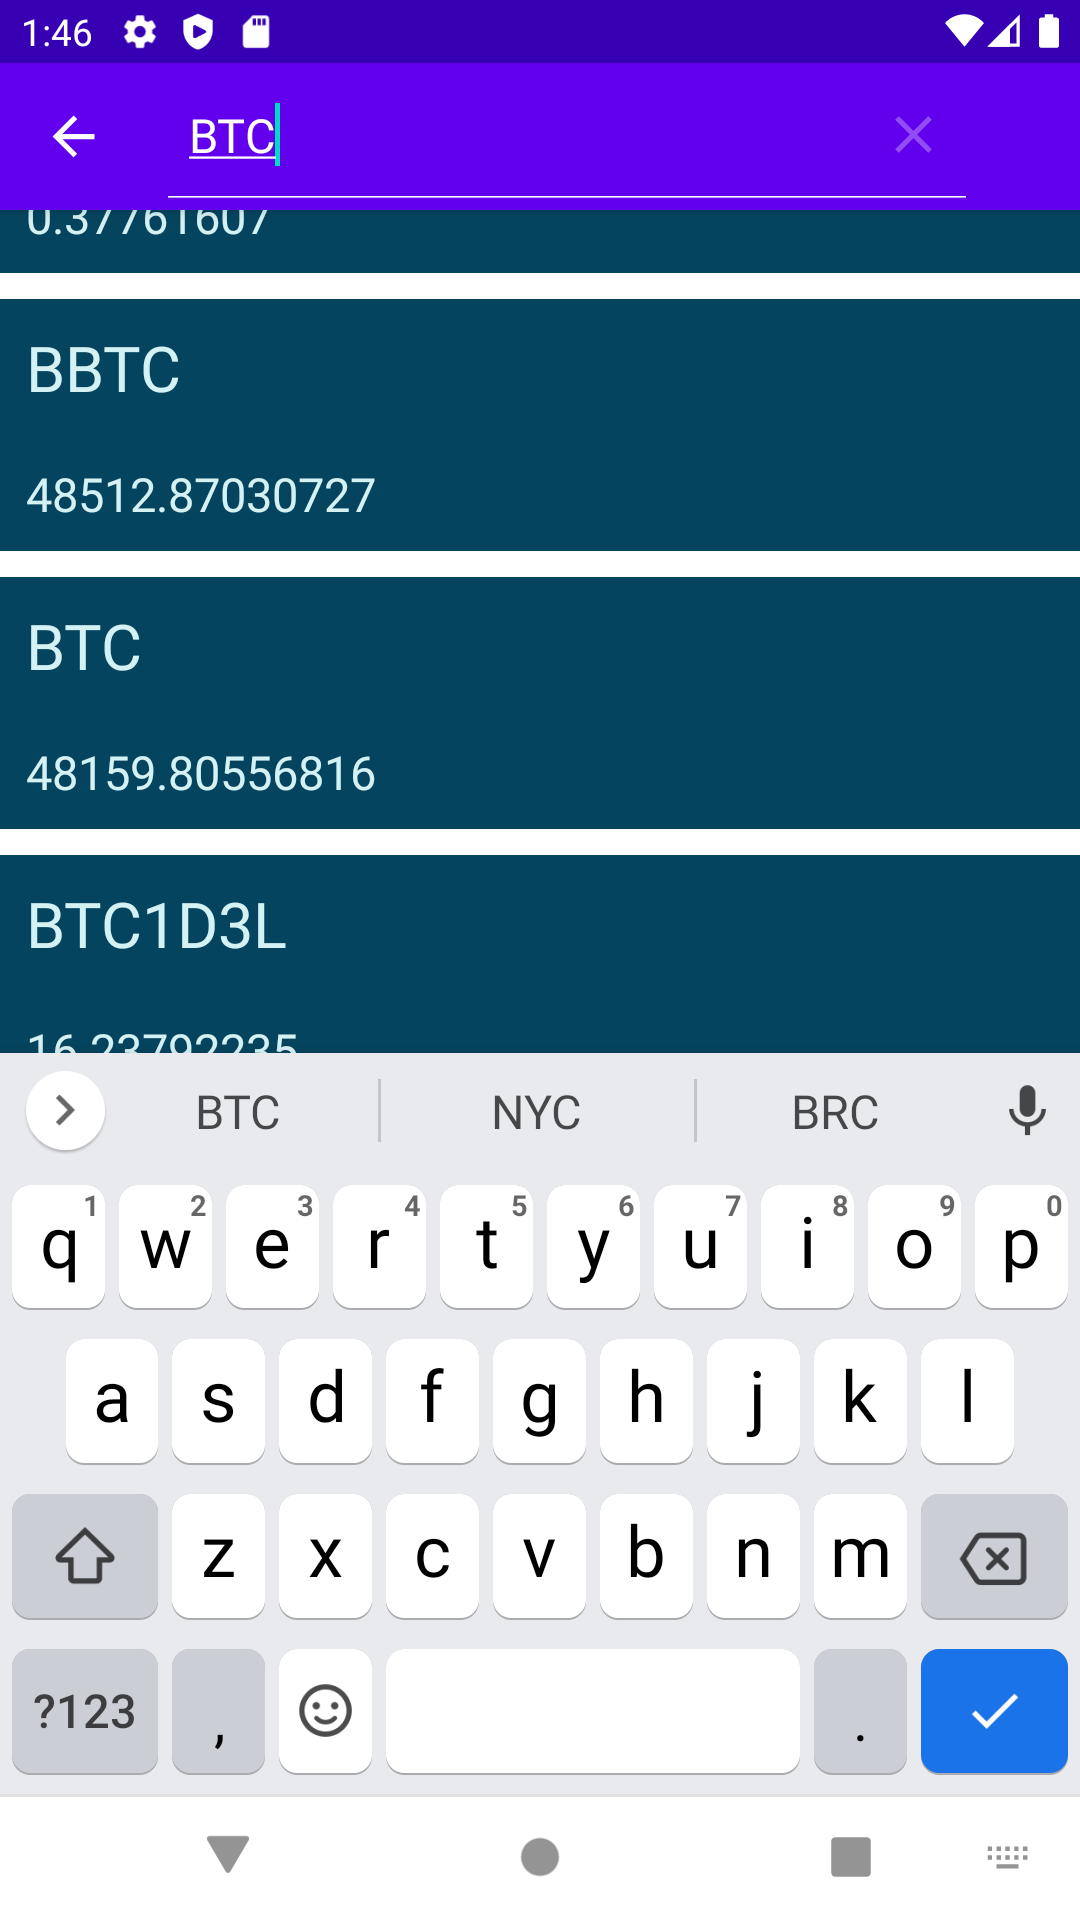 1:46
BTC
0.37761607
BBTC
48512.87030727
BTC
48159.80556816
BTC1D3L
16.23792235
BTC NYC BRC
1 2 3 4 5 6 7 8 9 0
q w e r t y u i o p
a s d f g h j k l
z x c v b n m
?123 , .